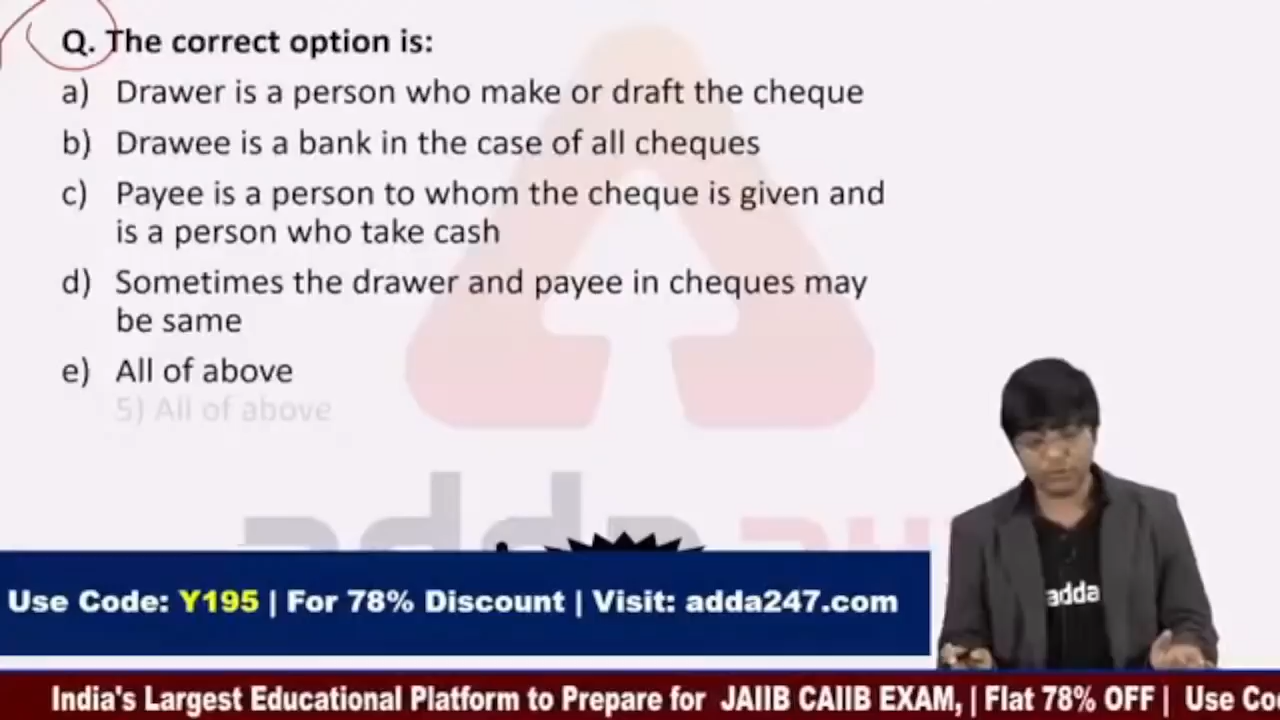 Q. The correct option is:
a) Drawer is a person who make or draft the cheque
b) Drawee is a bank in the case of all cheques
c) Payee is a person to whom the cheque is given and
is a person who take cash
d) Sometimes the drawer and payee in cheques may
be same
e) All of above
5) All of above
adda
Use Code: Y195 | For 78% Discount | Visit: adda247.com
adda
India's Largest Educational Platform to Prepare for JAIIB CAIIB EXAM, | Flat 78% OFF | Use